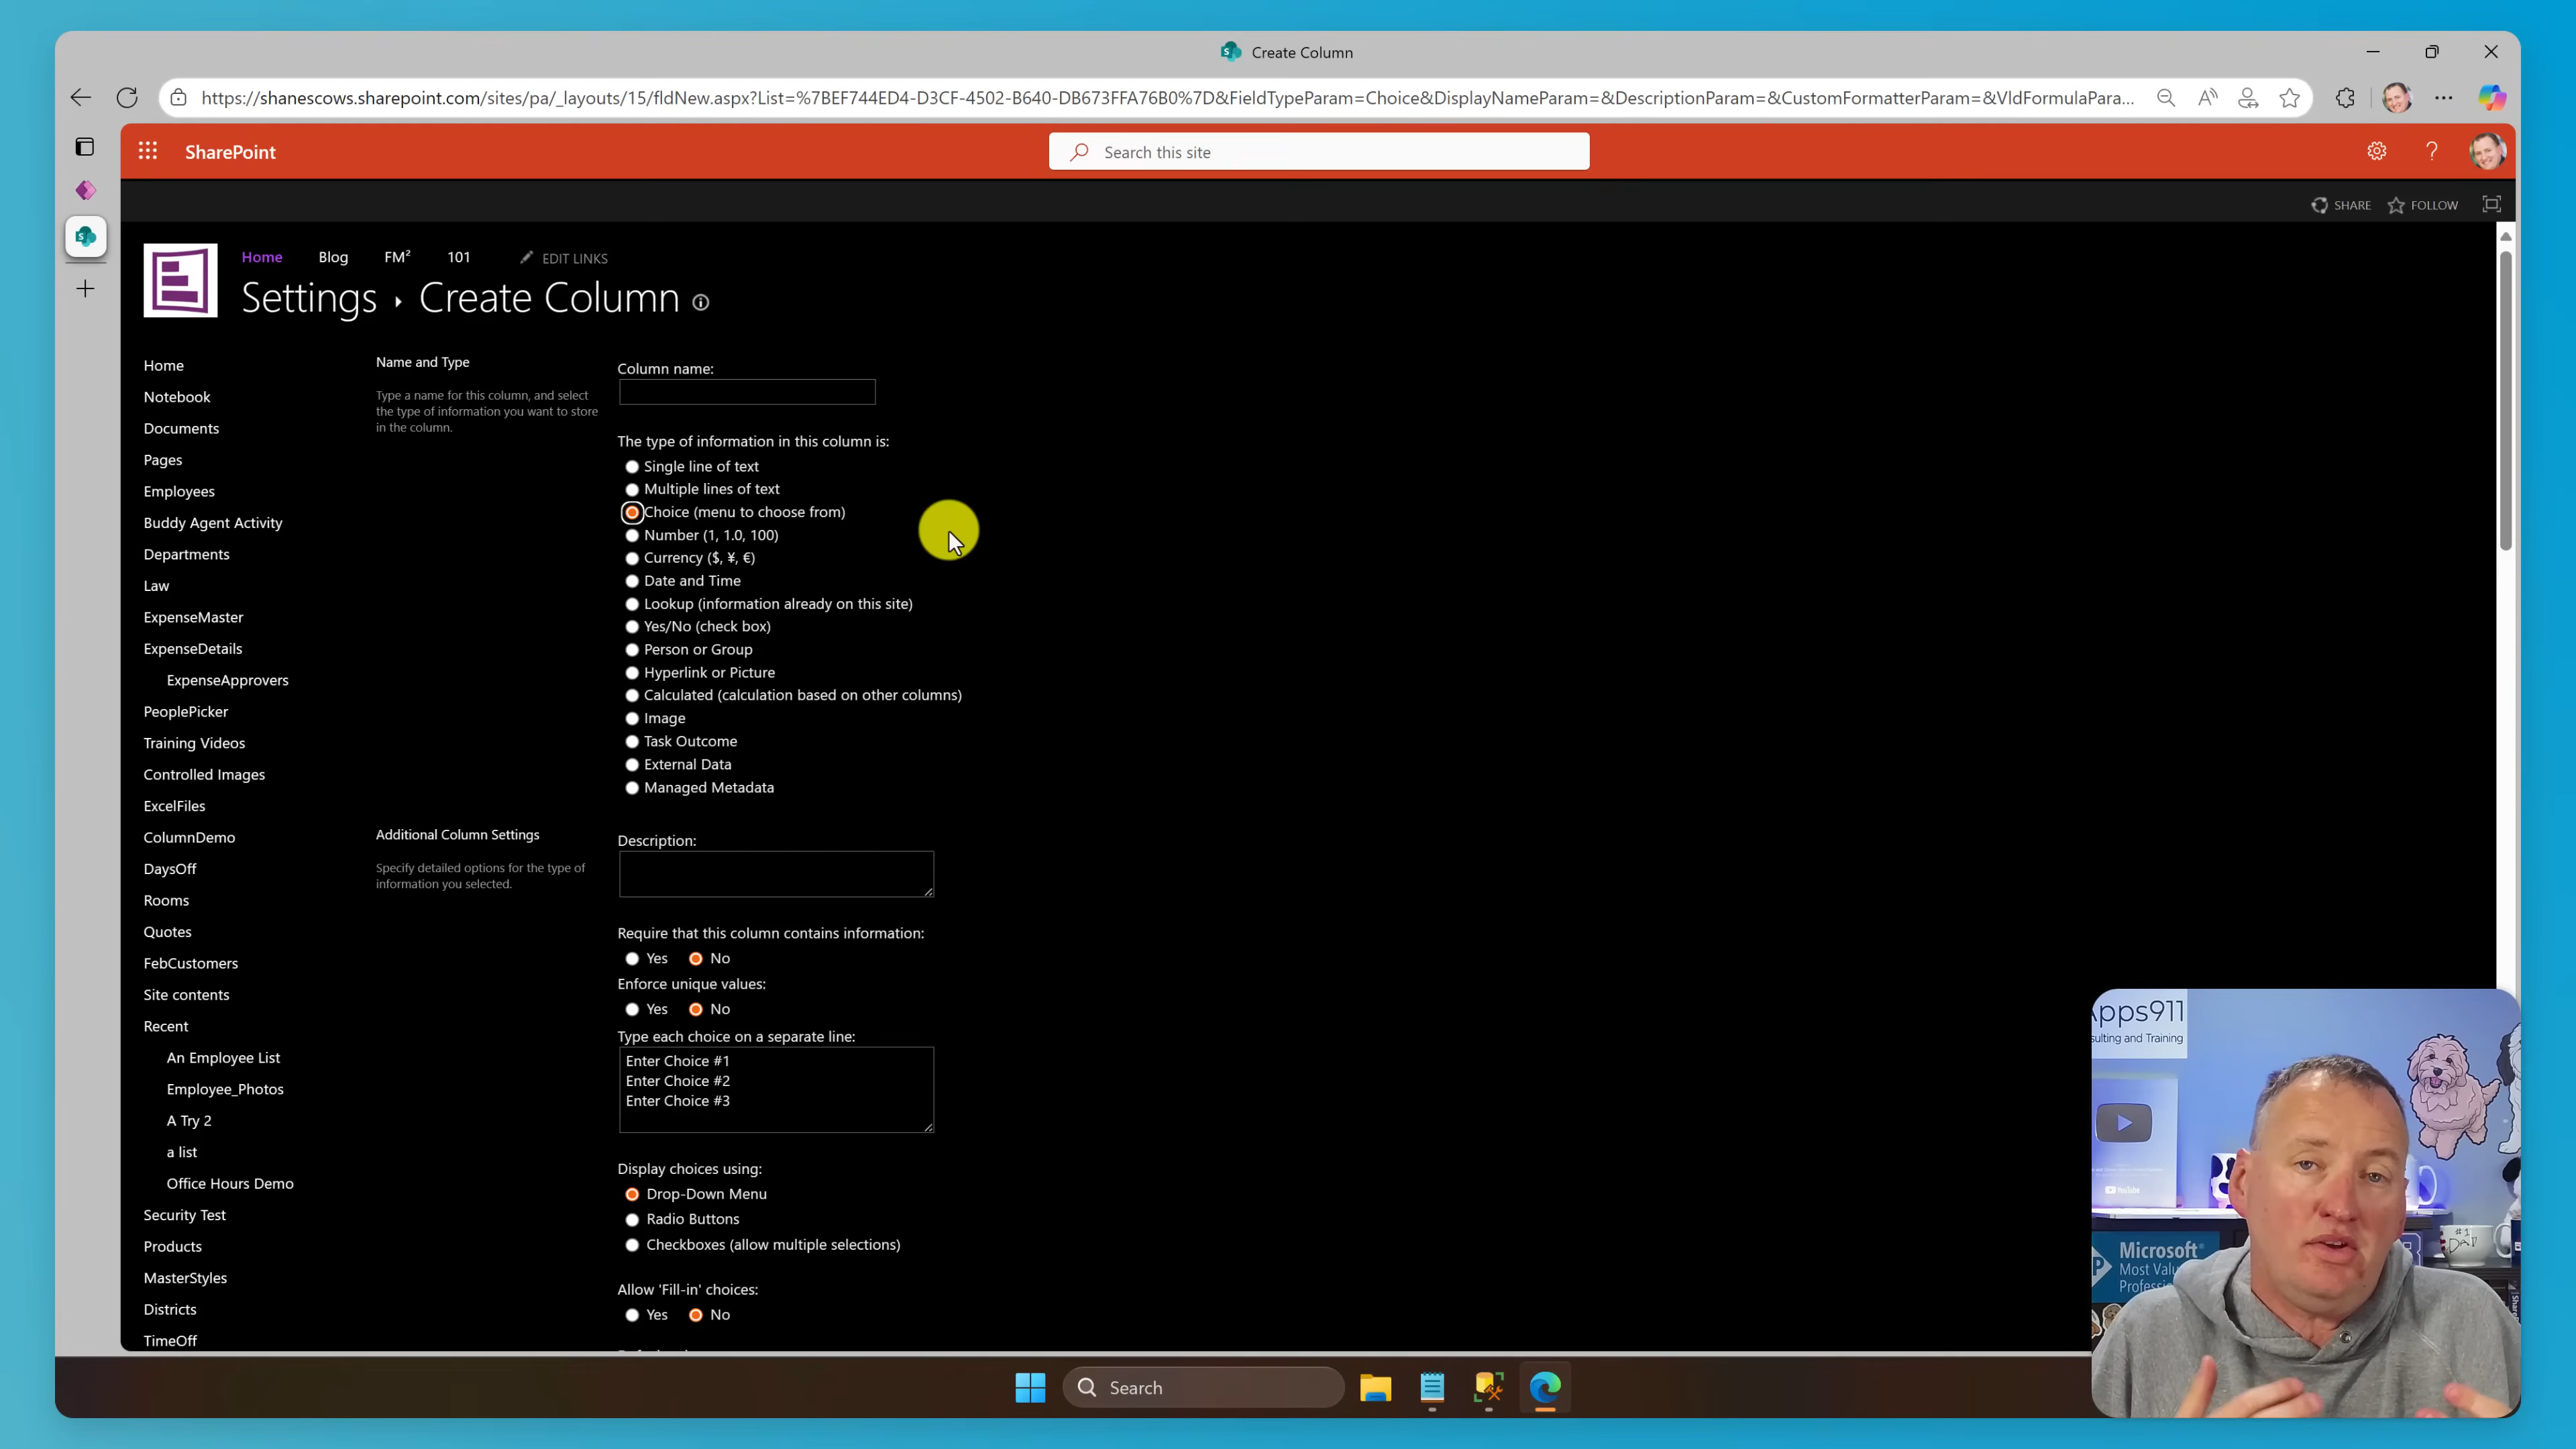 Create Column
https://shanescows.sharepoint.com/sites/pa/_layouts/15/fldNew.aspx?List=%7BEF744ED4-D3CF-4502-B640-DB673FFA76B0%7D&FieldTypeParam=Choice&DisplayNameParam=&DescriptionParam=&CustomFormatterParam=&VldFormulaPara...
SharePoint
Search this site
SHARE
FOLLOW
Home Blog FM² 101 EDIT LINKS
Settings Create Column
Home
Notebook
Documents
Pages
Employees
Buddy Agent Activity
Departments
Law
ExpenseMaster
ExpenseDetails
ExpenseApprovers
PeoplePicker
Training Videos
Controlled Images
ExcelFiles
ColumnDemo
DaysOff
Rooms
Quotes
FebCustomers
Site contents
Recent
An Employee List
Employee_Photos
A Try 2
a list
Office Hours Demo
Security Test
Products
MasterStyles
Districts
TimeOff
Name and Type
Type a name for this column, and select
the type of information you want to store
in the column.
Column name:
The type of information in this column is:
Single line of text
Multiple lines of text
Choice (menu to choose from)
Number (1, 1.0, 100)
Currency ($, ¥, €)
Date and Time
Lookup (information already on this site)
Yes/No (check box)
Person or Group
Hyperlink or Picture
Calculated (calculation based on other columns)
Image
Task Outcome
External Data
Managed Metadata
Additional Column Settings
Specify detailed options for the type of
information you selected.
Description:
Require that this column contains information:
Yes No
Enforce unique values:
Yes No
Type each choice on a separate line:
Enter Choice #1
Enter Choice #2
Enter Choice #3
Display choices using:
Drop-Down Menu
Radio Buttons
Checkboxes (allow multiple selections)
Allow 'Fill-in' choices:
Yes No
Search
Apps911
sulting and Training
YouTube
#1
DAD
Microsoft
Most Valu
Profess